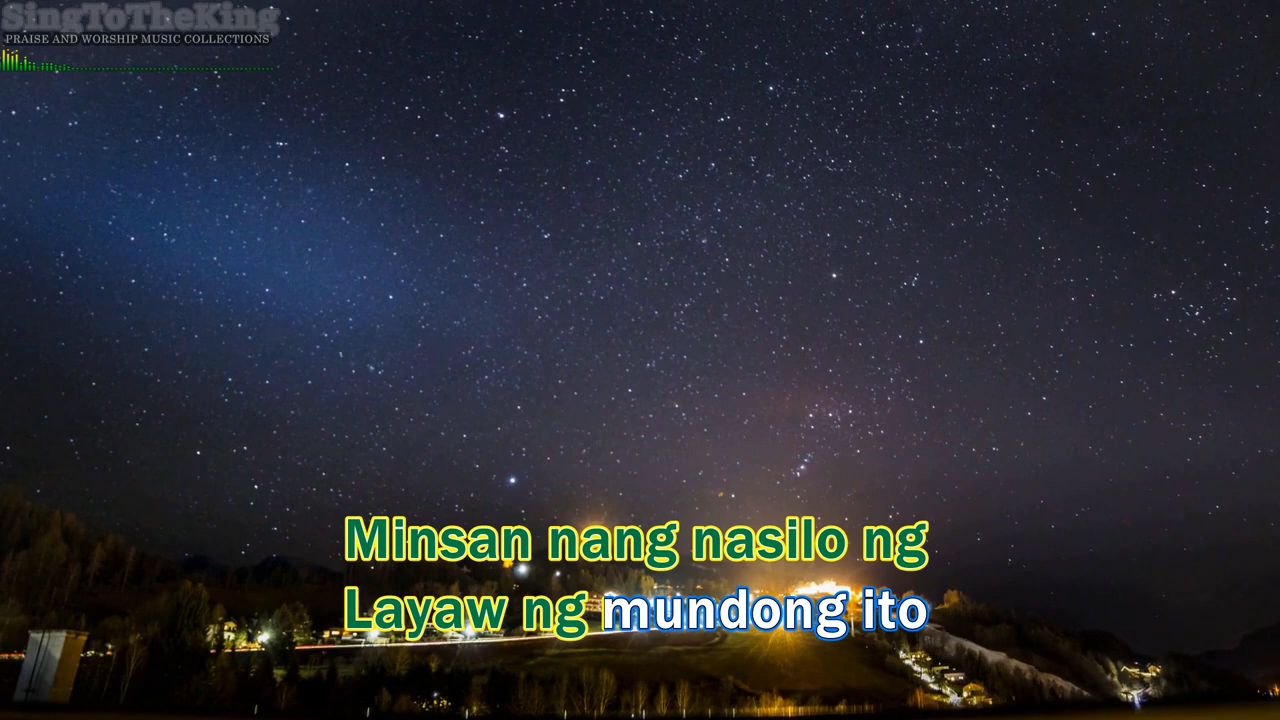 SingToTheKing
PRAISE AND WORSHIP MUSIC COLLECTIONS
Minsan nang nasilo ng
Layaw ng mundong ito